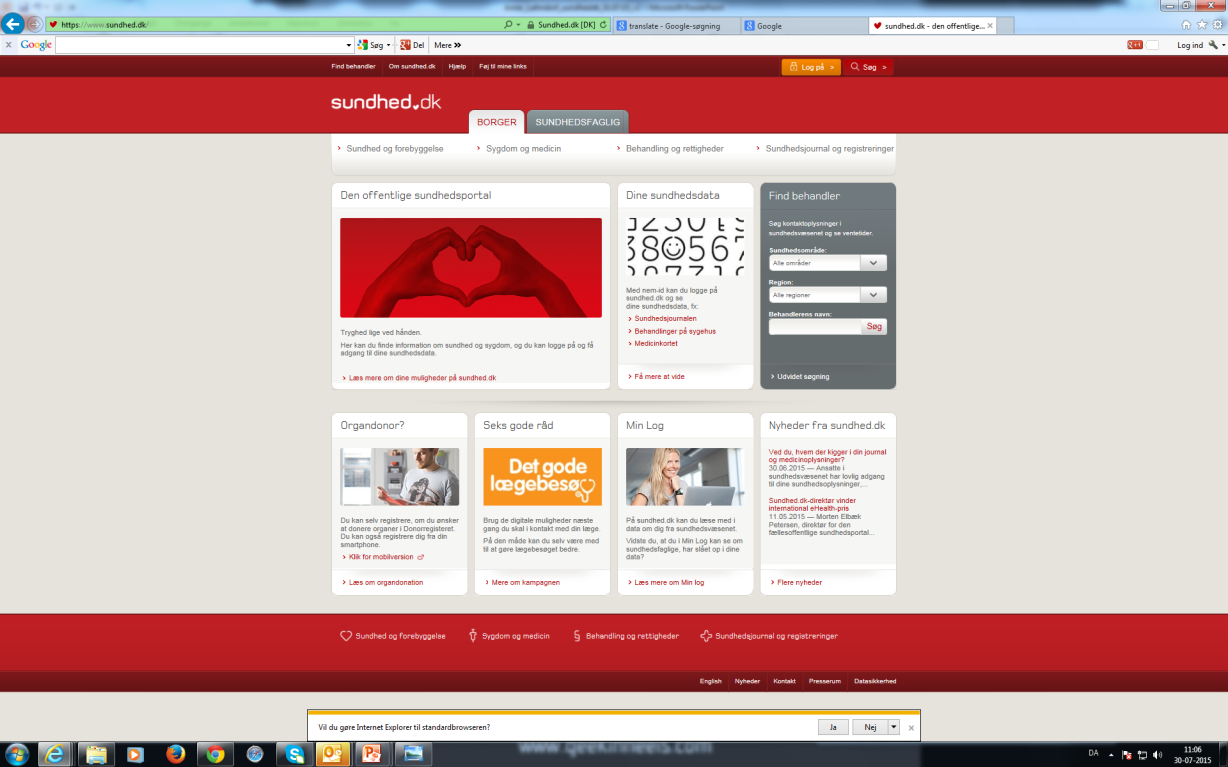 https://www.sundhed.dk/
Sundhed.dk [DK]
translate - Google-søgning
Google
sundhed.dk - den offentlige...
x Google
Søg
Del
Mere »
Log ind
Find behandler
Om sundhed.dk
Hjælp
Føj til mine links
Log på >
Søg >
sundhed.dk
BORGER
SUNDHEDSFAGLIG
> Sundhed og forebyggelse
> Sygdom og medicin
> Behandling og rettigheder
> Sundhedsjournal og registreringer
Den offentlige sundhedsportal
Tryghed lige ved hånden.
Her kan du finde information om sundhed og sygdom, og du kan logge på og få
adgang til dine sundhedsdata.
> Læs mere om dine muligheder på sundhed.dk
Dine sundhedsdata
Med nem-id kan du logge på
sundhed.dk og se
dine sundhedsdata, fx:
> Sundhedsjournalen
> Behandlinger på sygehus
> Medicinkortet
> Få mere at vide
Find behandler
Søg kontaktoplysninger i
sundhedsvæsenet og se ventetider.
Sundhedsområde:
Alle områder
Region:
Alle regioner
Behandlerens navn:
Søg
> Udvidet søgning
Organdonor?
Du kan selv registrere, om du ønsker
at donere organer i Donorregisteret.
Du kan også registrere dig fra din
smartphone.
> Klik for mobilversion
> Læs om organdonation
Seks gode råd
Det gode
lægebesøg
Brug de digitale muligheder næste
gang du skal i kontakt med din læge.
På den måde kan du selv være med
til at gøre lægebesøget bedre.
> Mere om kampagnen
Min Log
På sundhed.dk kan du læse med i
data om dig fra sundhedsvæsenet.
Vidste du, at du i Min Log kan se om
sundhedsfaglige, har slået op i dine
data?
> Læs mere om Min log
Nyheder fra sundhed.dk
Ved du, hvem der kigger i din journal
og medicinoplysninger?
30.06.2015 — Ansatte i
sundhedsvæsenet har lovlig adgang
til dine sundhedsoplysninger,...
Sundhed.dk-direktør vinder
international eHealth-pris
11.05.2015 — Morten Elbæk
Petersen, direktør for den
fællesoffentlige sundhedsportal...
> Flere nyheder
Sundhed og forebyggelse
Sygdom og medicin
Behandling og rettigheder
Sundhedsjournal og registreringer
English
Nyheder
Kontakt
Presserum
Datasikkerhed
Vil du gøre Internet Explorer til standardbrowseren?
Ja
Nej
x
www.geekinheels.com
DA
11:06
30-07-2015